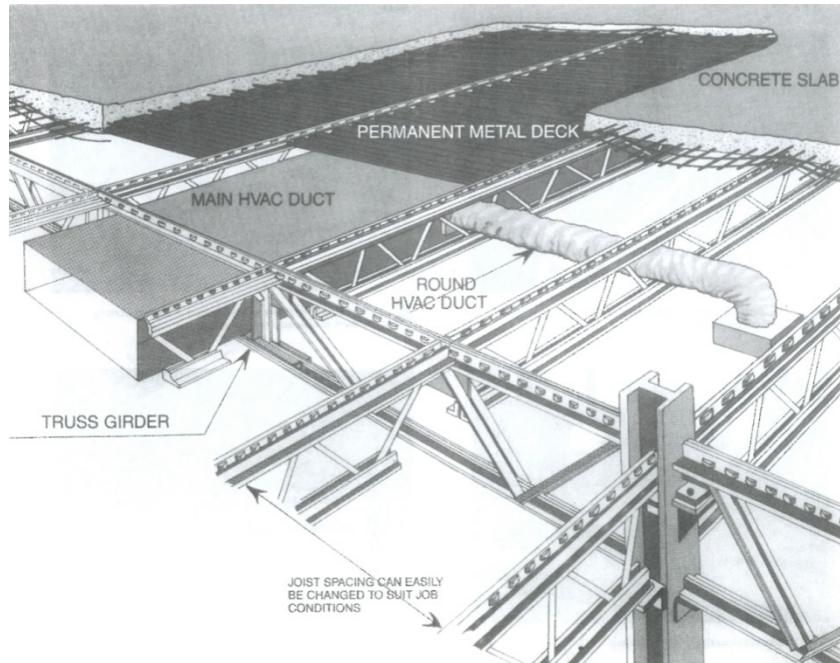 CONCRETE SLAB
PERMANENT METAL DECK
MAIN HVAC DUCT
ROUND
HVAC DUCT
TRUSS GIRDER
JOIST SPACING CAN EASILY
BE CHANGED TO SUIT JOB
CONDITIONS